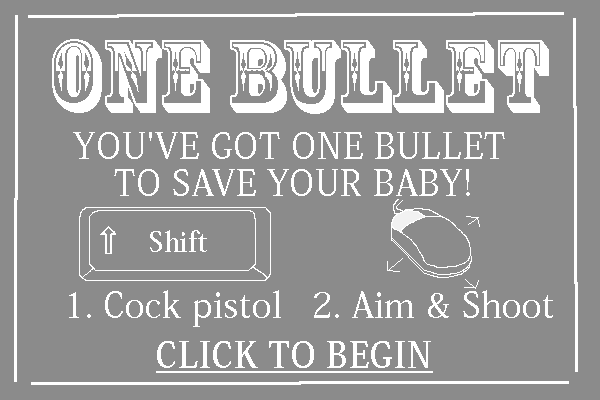 ONE BULLET
YOU'VE GOT ONE BULLET
TO SAVE YOUR BABY!
⇧ Shift
1. Cock pistol 2. Aim & Shoot
CLICK TO BEGIN